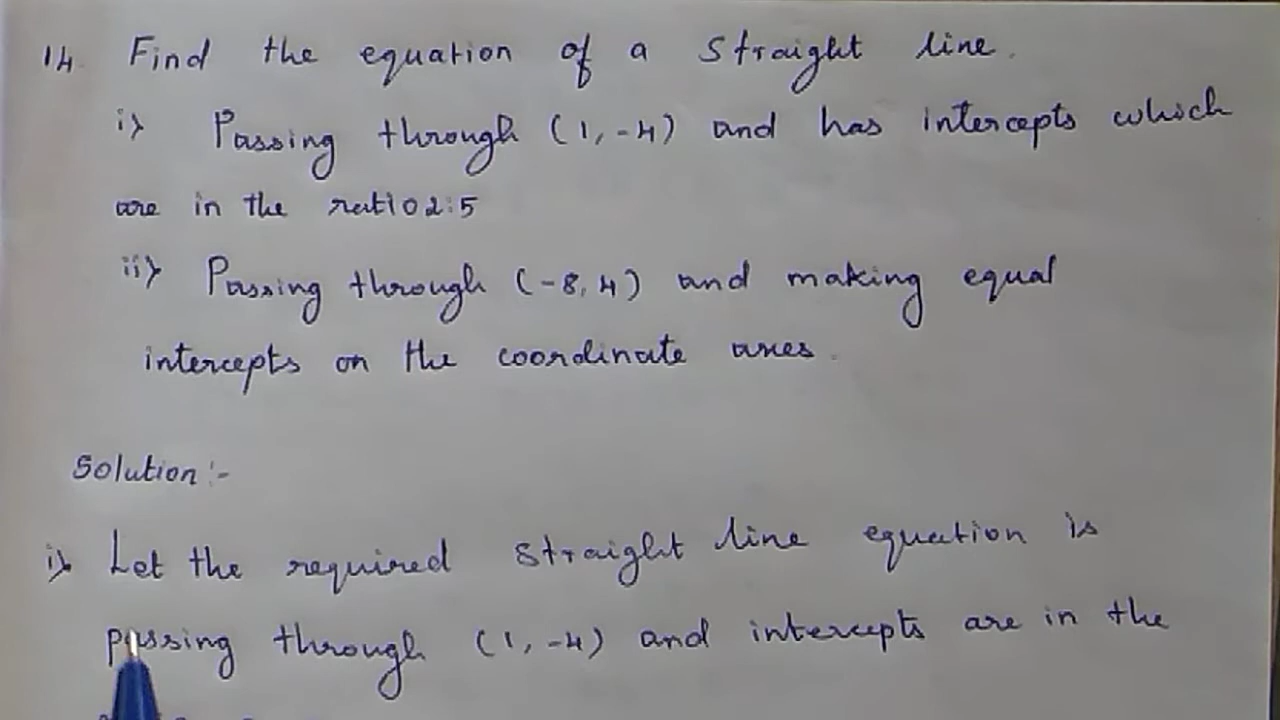 14. Find the equation of a straight line.
i) Passing through (1, -4) and has intercepts which
are in the ratio 2:5
ii) Passing through (-8, 4) and making equal
intercepts on the coordinate axes.
Solution :-
i) Let the required straight line equation is
passing through (1, -4) and intercepts are in the